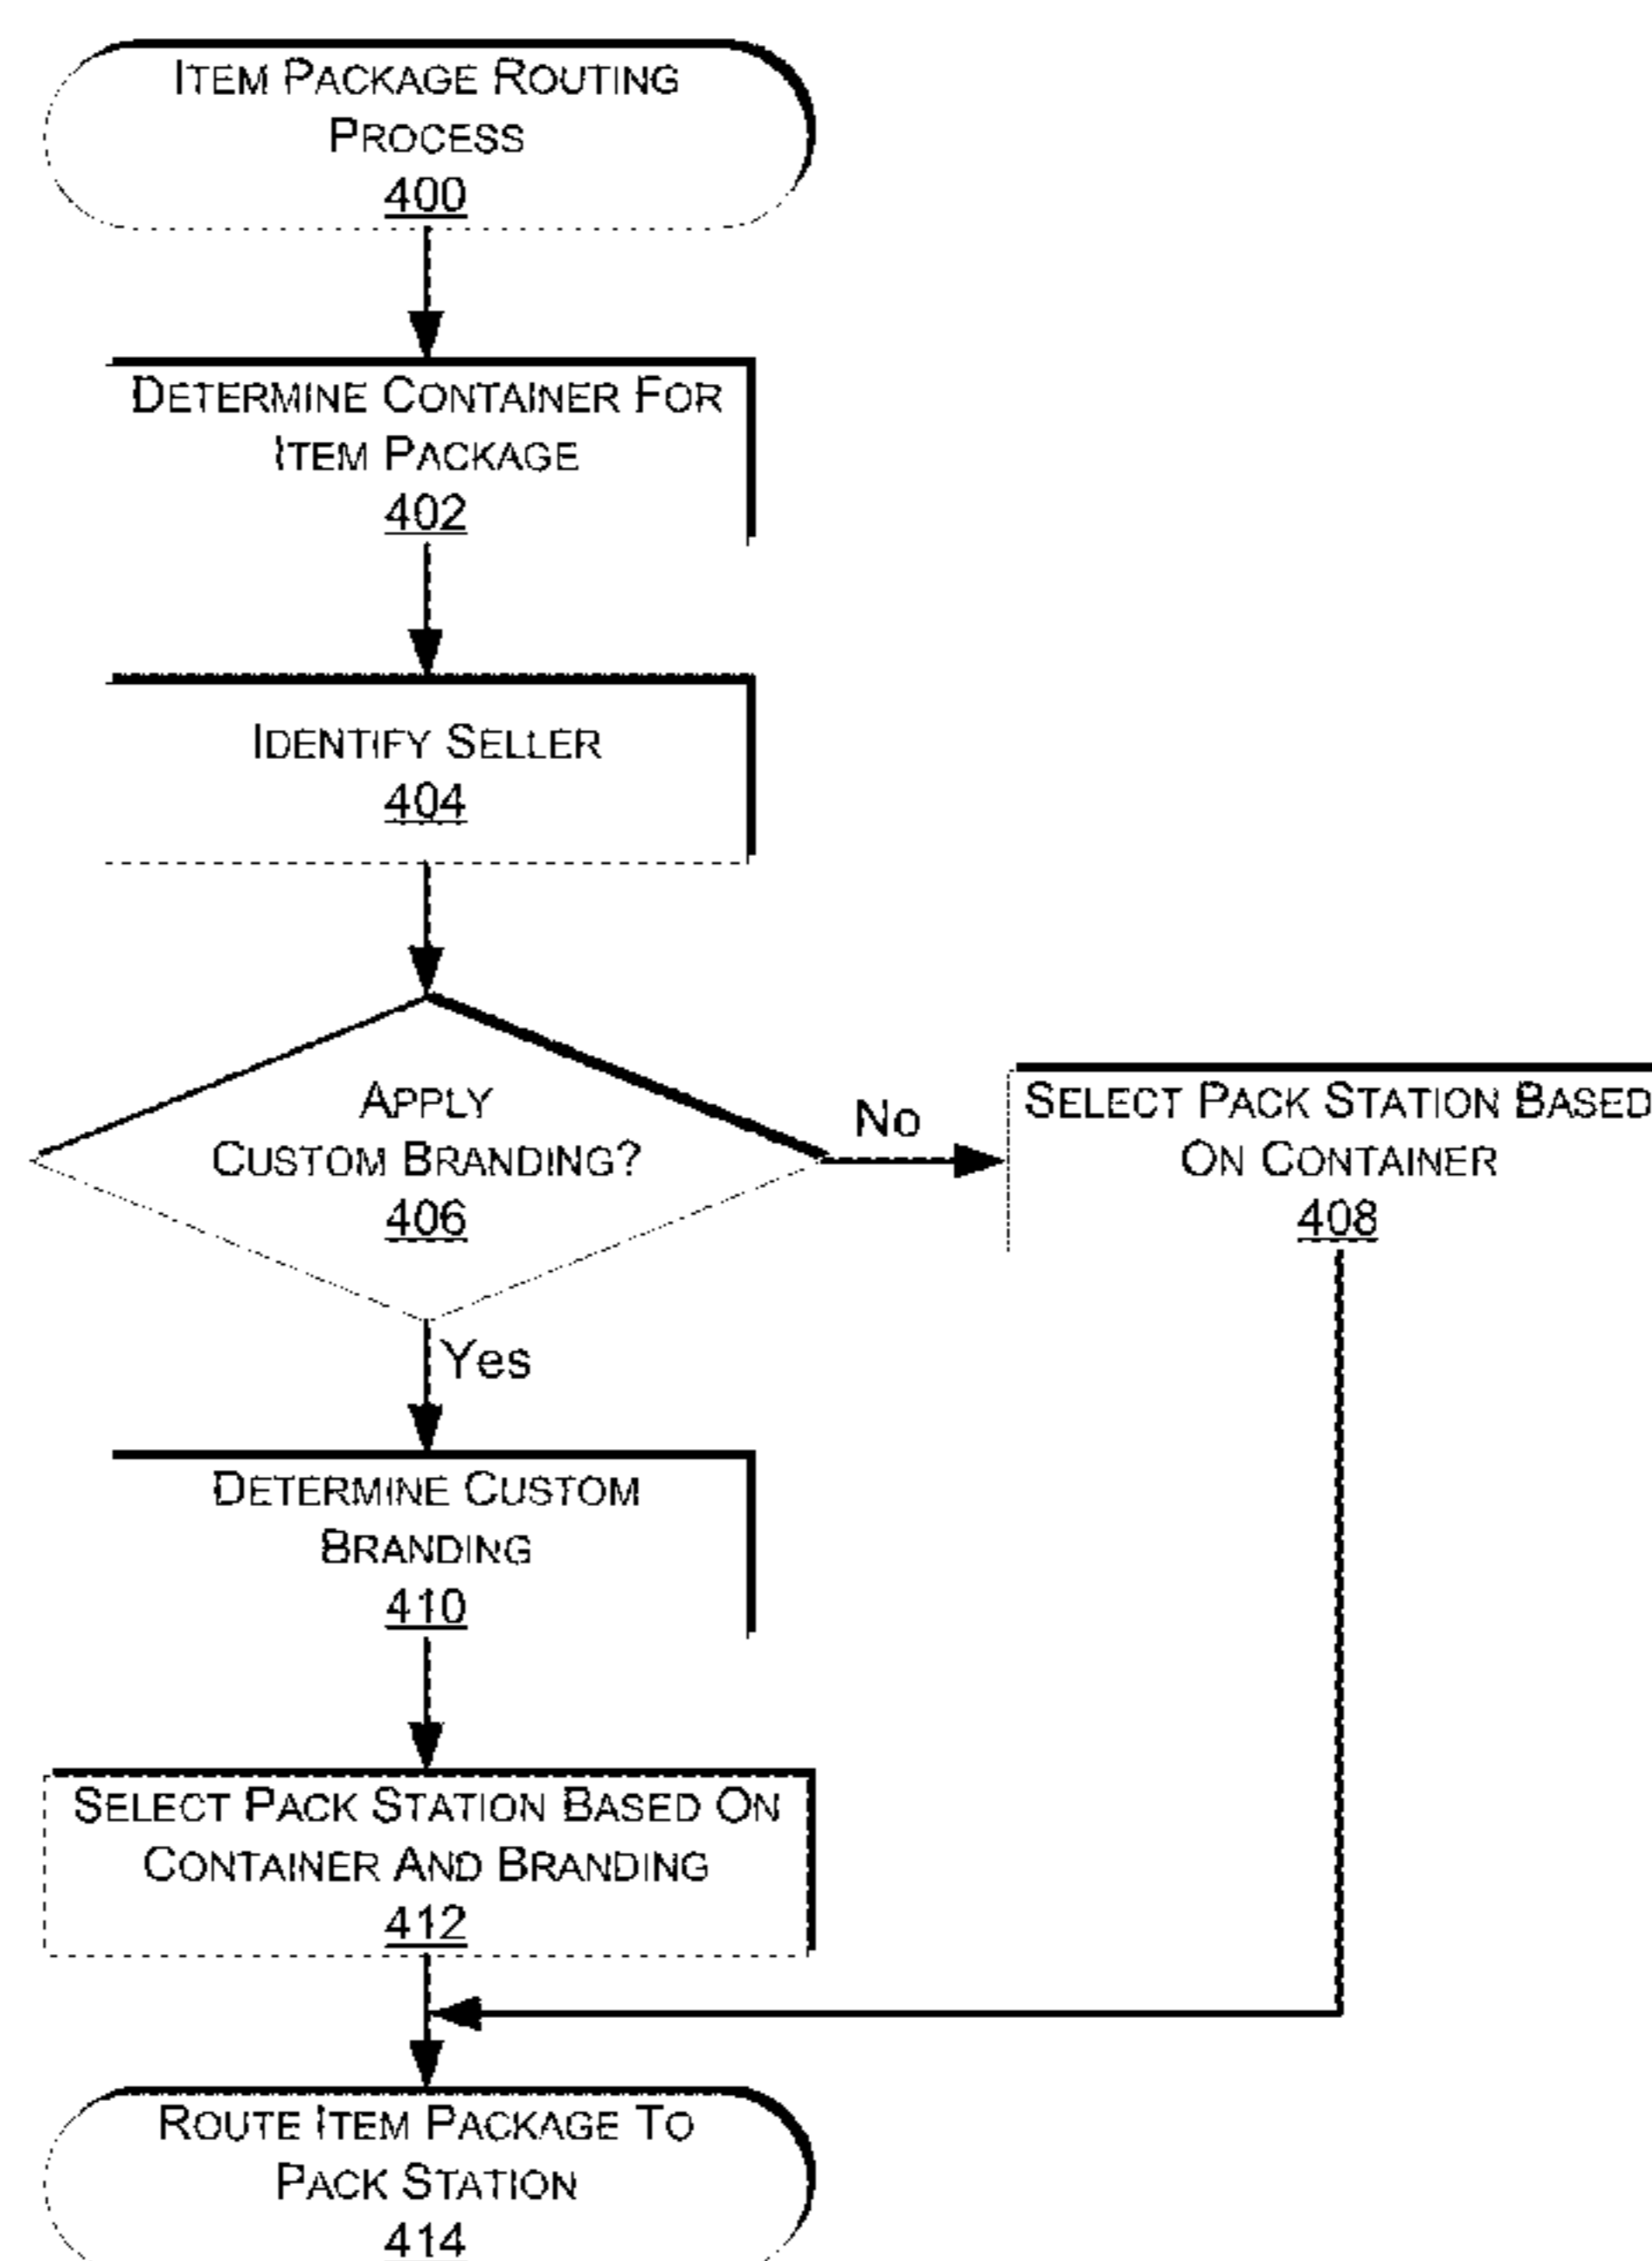 ITEM PACKAGE ROUTING
PROCESS
400
DETERMINE CONTAINER FOR
ITEM PACKAGE
402
IDENTIFY SELLER
404
APPLY
CUSTOM BRANDING?
406
No
SELECT PACK STATION BASED
ON CONTAINER
408
Yes
DETERMINE CUSTOM
BRANDING
410
SELECT PACK STATION BASED ON
CONTAINER AND BRANDING
412
ROUTE ITEM PACKAGE TO
PACK STATION
414